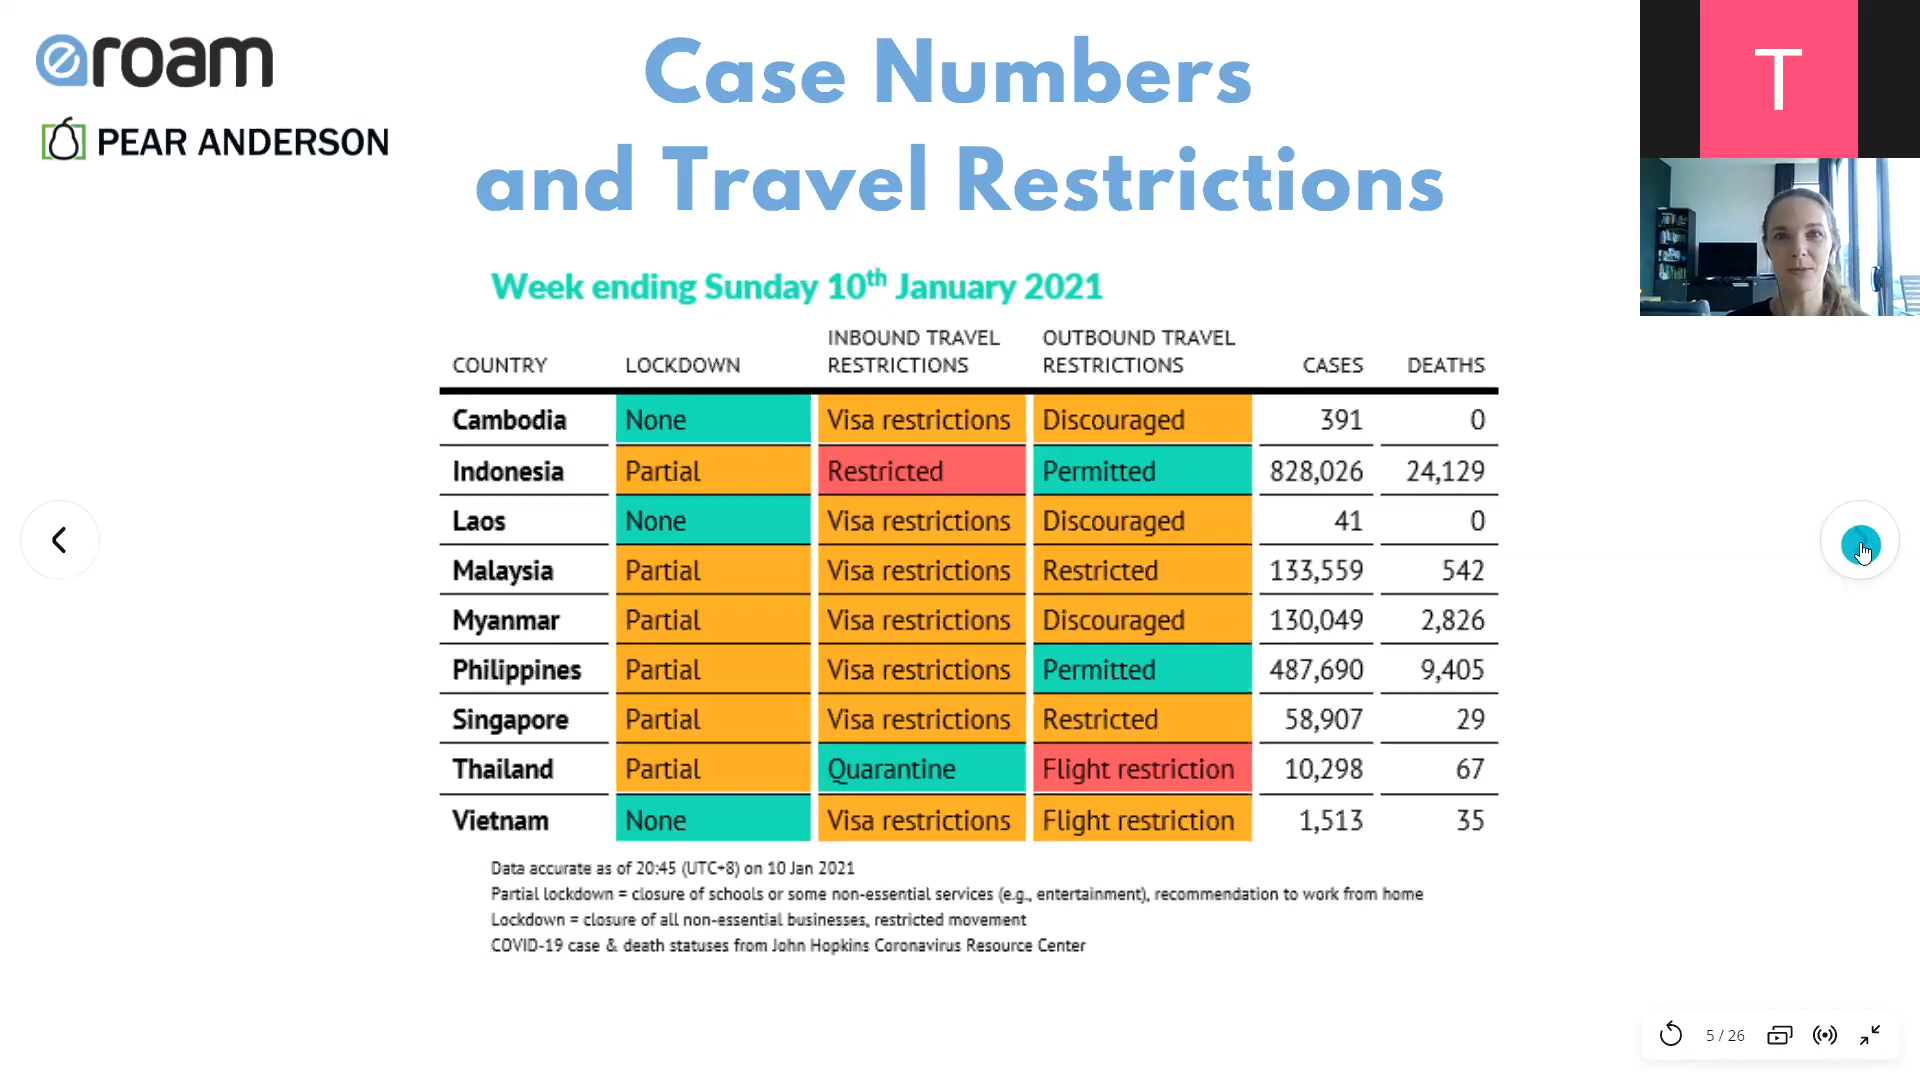 eroam
PEAR ANDERSON
Case Numbers
and Travel Restrictions
T
Week ending Sunday 10th January 2021
COUNTRY LOCKDOWN INBOUND TRAVEL RESTRICTIONS OUTBOUND TRAVEL RESTRICTIONS CASES DEATHS
Cambodia None Visa restrictions Discouraged 391 0
Indonesia Partial Restricted Permitted 828,026 24,129
Laos None Visa restrictions Discouraged 41 0
Malaysia Partial Visa restrictions Restricted 133,559 542
Myanmar Partial Visa restrictions Discouraged 130,049 2,826
Philippines Partial Visa restrictions Permitted 487,690 9,405
Singapore Partial Visa restrictions Restricted 58,907 29
Thailand Partial Quarantine Flight restriction 10,298 67
Vietnam None Visa restrictions Flight restriction 1,513 35
Data accurate as of 20:45 (UTC+8) on 10 Jan 2021
Partial lockdown = closure of schools or some non-essential services (e.g., entertainment), recommendation to work from home
Lockdown = closure of all non-essential businesses, restricted movement
COVID-19 case & death statuses from John Hopkins Coronavirus Resource Center
5 / 26